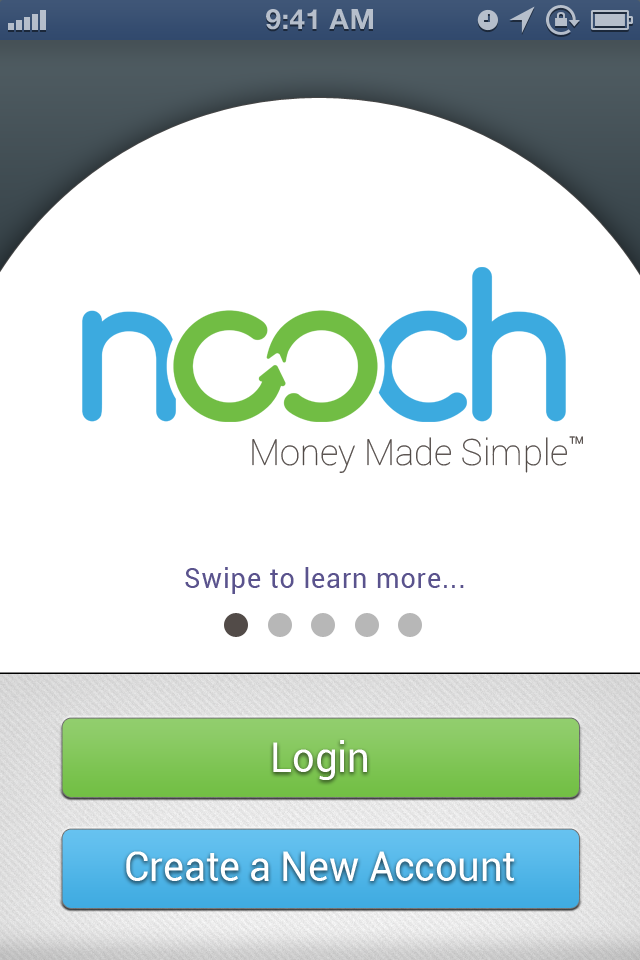 9:41 AM
nooch
Money Made Simple™
Swipe to learn more...
Login
Create a New Account